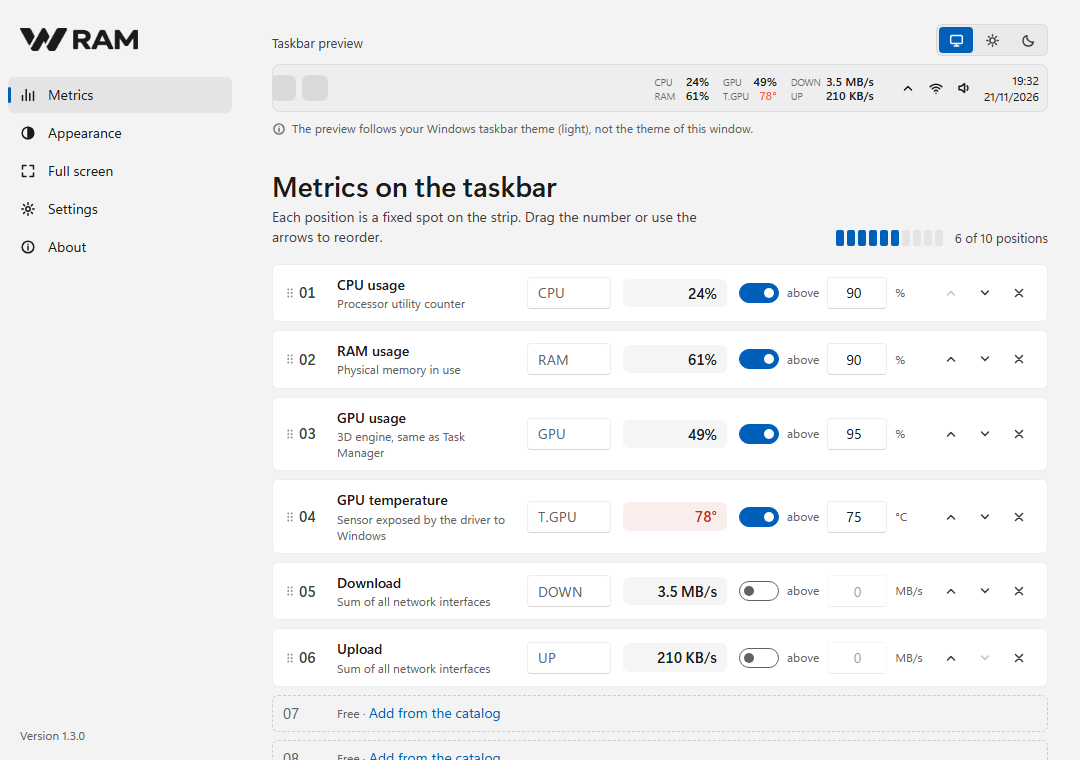 W RAM
Metrics
Appearance
Full screen
Settings
About
Version 1.3.0
Taskbar preview
CPU 24% GPU 49% DOWN 3.5 MB/s
RAM 61% T.GPU 78° UP 210 KB/s
19:32
21/11/2026
The preview follows your Windows taskbar theme (light), not the theme of this window.
Metrics on the taskbar
Each position is a fixed spot on the strip. Drag the number or use the
arrows to reorder.
6 of 10 positions
01 CPU usage CPU 24% above 90 %
Processor utility counter
02 RAM usage RAM 61% above 90 %
Physical memory in use
03 GPU usage GPU 49% above 95 %
3D engine, same as Task
Manager
04 GPU temperature T.GPU 78° above 75 °C
Sensor exposed by the driver to
Windows
05 Download DOWN 3.5 MB/s above 0 MB/s
Sum of all network interfaces
06 Upload UP 210 KB/s above 0 MB/s
Sum of all network interfaces
07 Free · Add from the catalog
08 Free · Add from the catalog